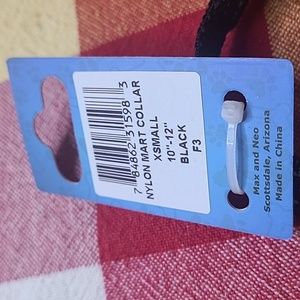 7 84862 31598 3
NYLON MART COLLAR
XSMALL
10"-12"
BLACK
F3
Max and Neo
Scottsdale, Arizona
Made in China